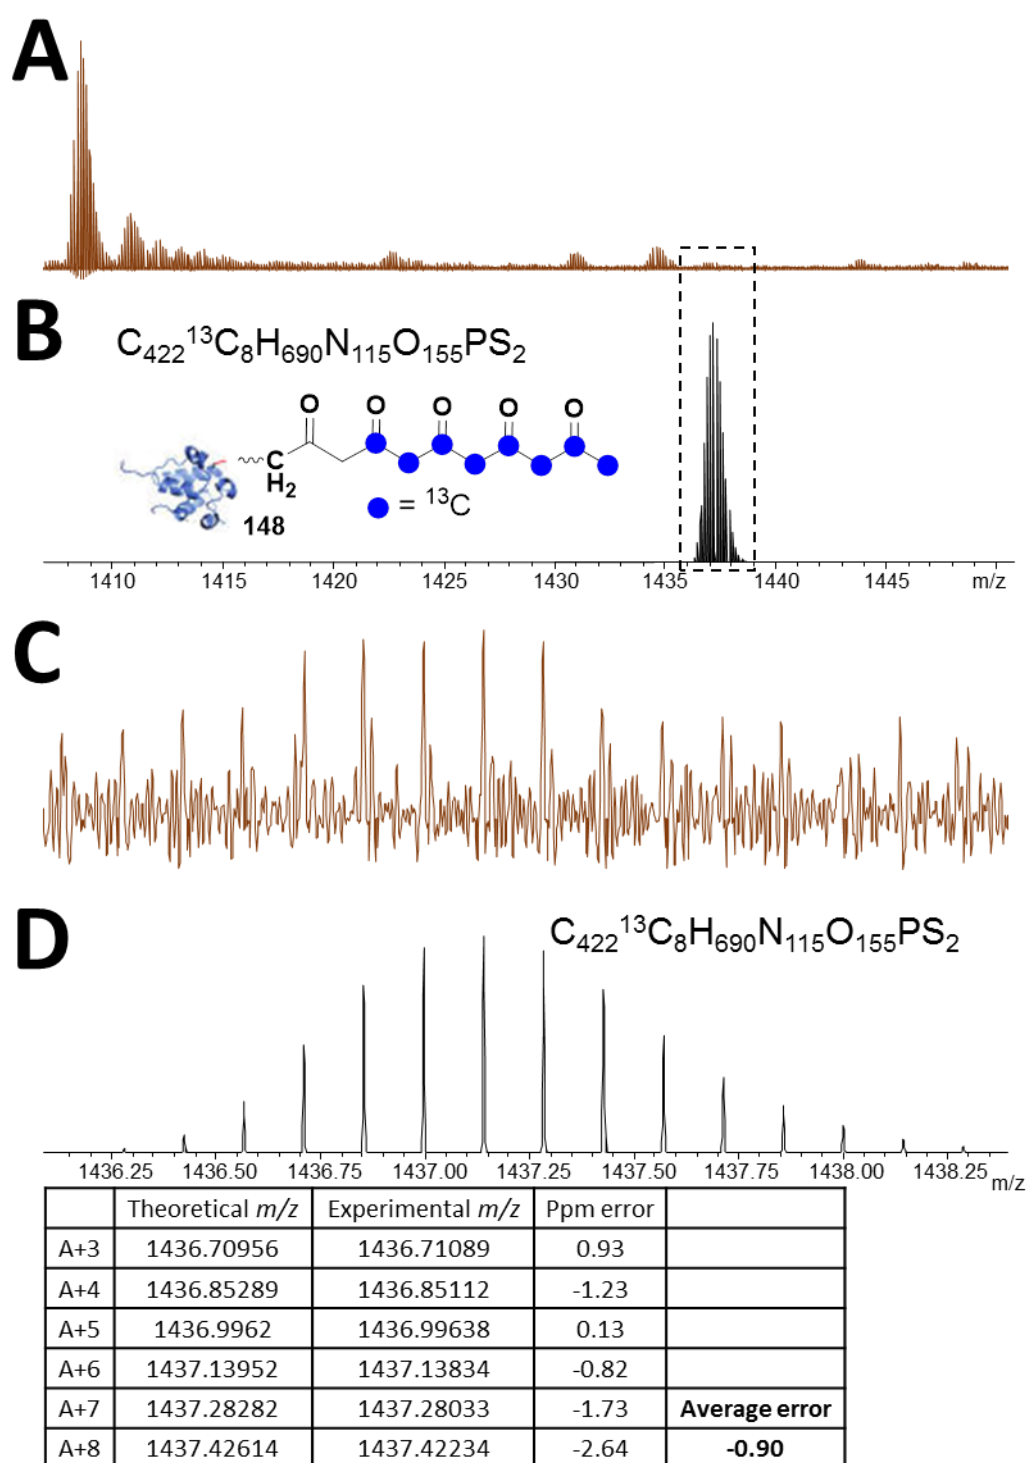 A
B
C₄₂₂¹³C₈H₆₉₀N₁₁₅O₁₅₅PS₂
O O O O O
C
H₂
= ¹³C
148
1410 1415 1420 1425 1430 1435 1440 1445 m/z
C
D
C₄₂₂¹³C₈H₆₉₀N₁₁₅O₁₅₅PS₂
1436.25 1436.50 1436.75 1437.00 1437.25 1437.50 1437.75 1438.00 1438.25 m/z
Theoretical m/z Experimental m/z Ppm error
A+3 1436.70956 1436.71089 0.93
A+4 1436.85289 1436.85112 -1.23
A+5 1436.9962 1436.99638 0.13
A+6 1437.13952 1437.13834 -0.82
A+7 1437.28282 1437.28033 -1.73 Average error
A+8 1437.42614 1437.42234 -2.64 -0.90